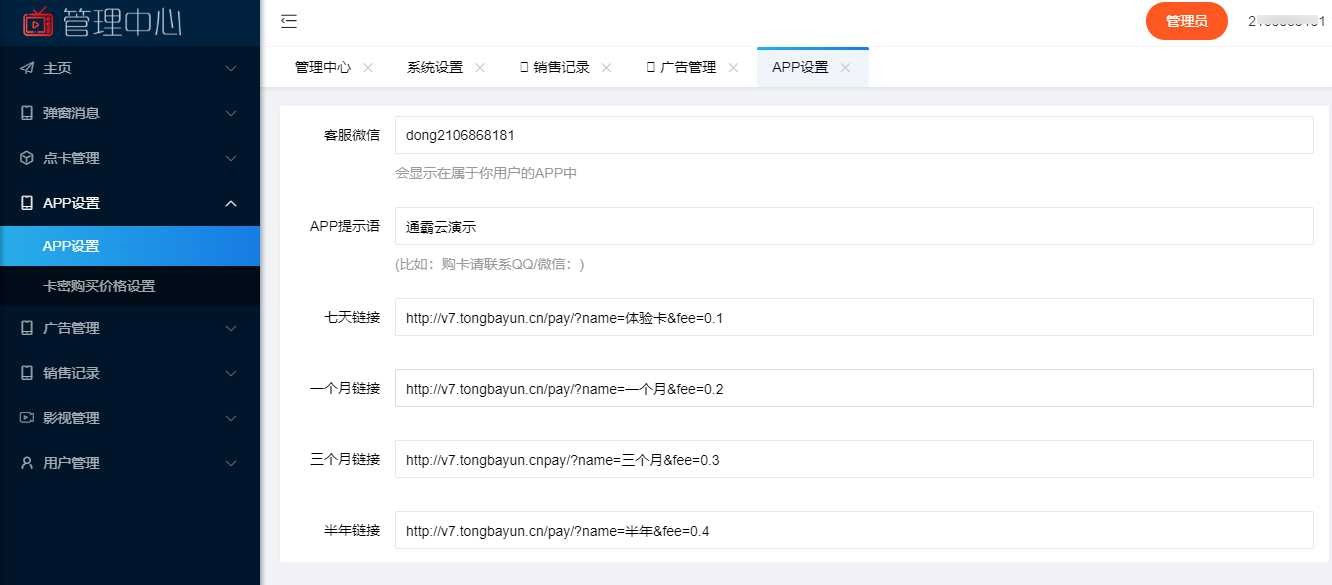 管理中心
管理员
主页
管理中心
系统设置
销售记录
广告管理
APP设置
弹窗消息
点卡管理
APP设置
APP设置
卡密购买价格设置
广告管理
销售记录
影视管理
用户管理
客服微信
dong2106868181
会显示在属于你用户的APP中
APP提示语
通霸云演示
(比如：购卡请联系QQ/微信：)
七天链接
http://v7.tongbayun.cn/pay/?name=体验卡&fee=0.1
一个月链接
http://v7.tongbayun.cn/pay/?name=一个月&fee=0.2
三个月链接
http://v7.tongbayun.cnpay/?name=三个月&fee=0.3
半年链接
http://v7.tongbayun.cn/pay/?name=半年&fee=0.4